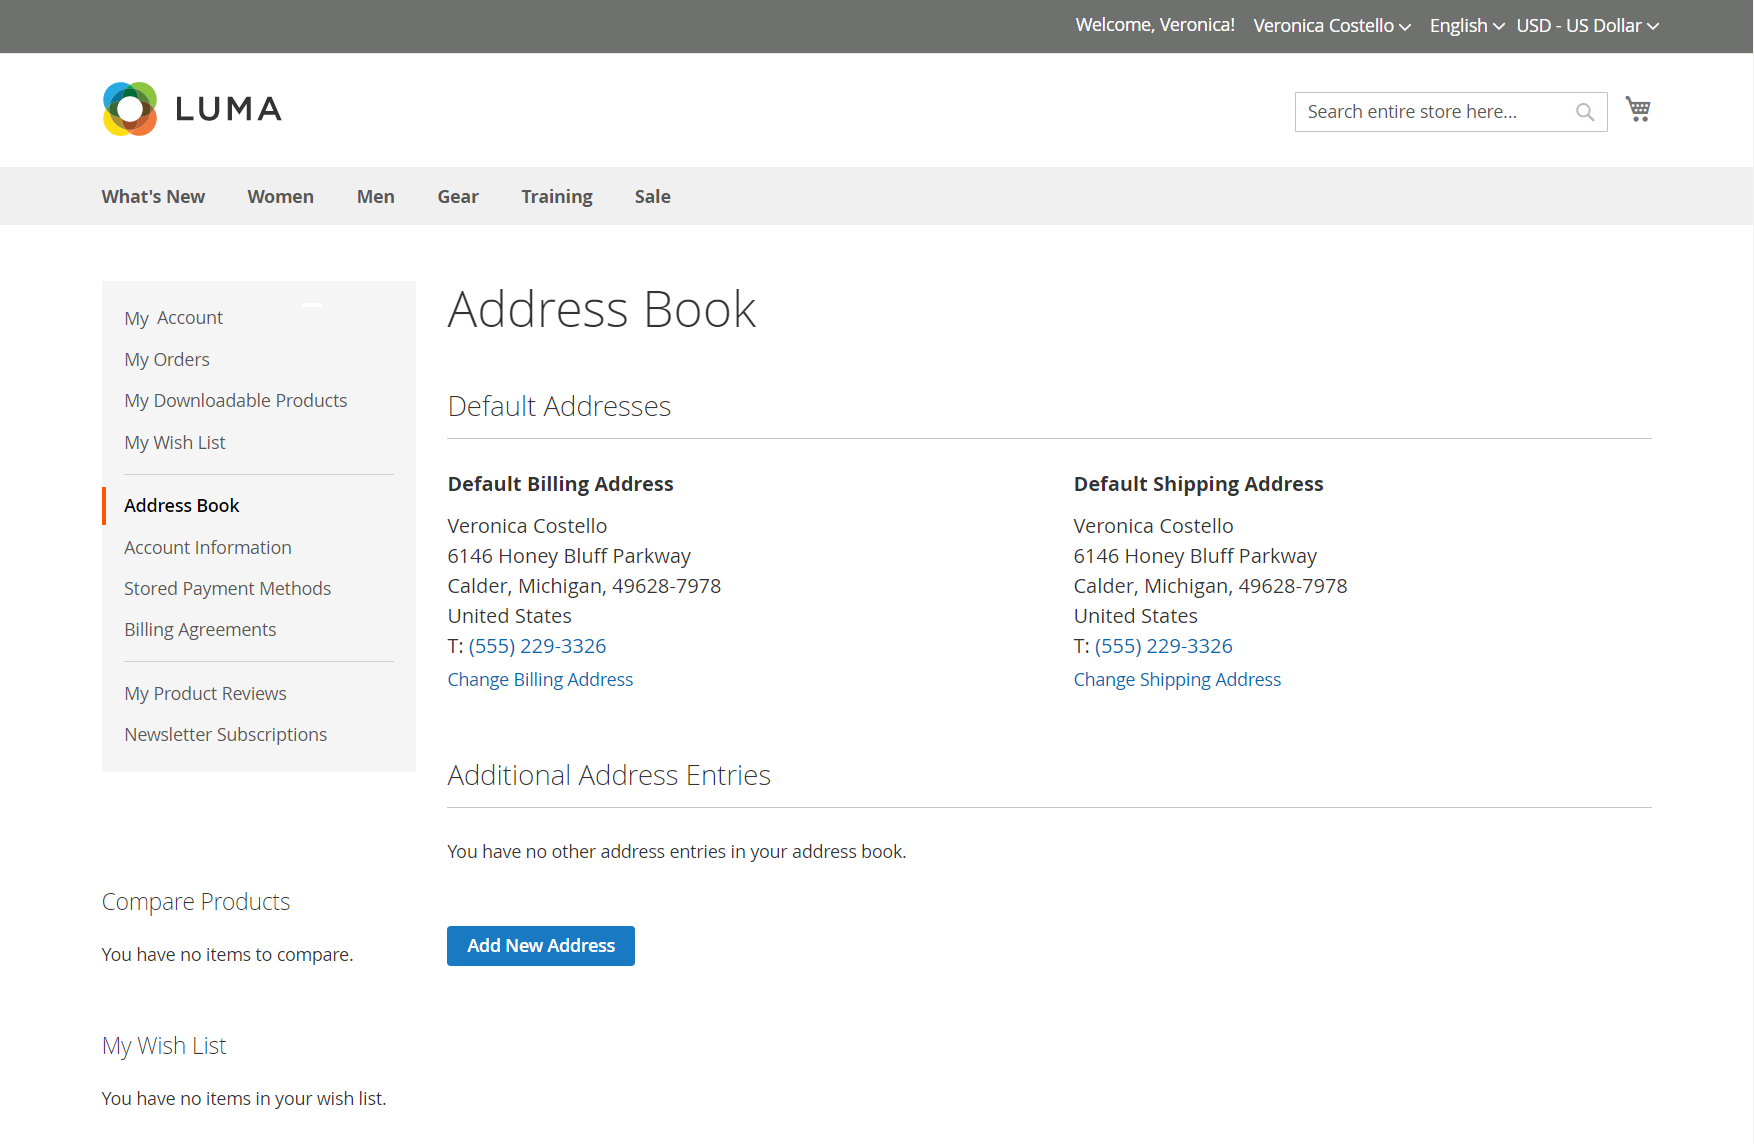 Welcome, Veronica! Veronica Costello English USD - US Dollar
LUMA
Search entire store here...
What's New Women Men Gear Training Sale
My Account
My Orders
My Downloadable Products
My Wish List
Address Book
Account Information
Stored Payment Methods
Billing Agreements
My Product Reviews
Newsletter Subscriptions
Compare Products
You have no items to compare.
My Wish List
You have no items in your wish list.
Address Book
Default Addresses
Default Billing Address
Veronica Costello
6146 Honey Bluff Parkway
Calder, Michigan, 49628-7978
United States
T: (555) 229-3326
Change Billing Address
Default Shipping Address
Veronica Costello
6146 Honey Bluff Parkway
Calder, Michigan, 49628-7978
United States
T: (555) 229-3326
Change Shipping Address
Additional Address Entries
You have no other address entries in your address book.
Add New Address